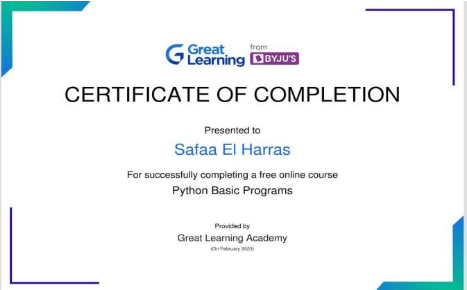 Great Learning from BYJU'S
CERTIFICATE OF COMPLETION
Presented to
Safaa El Harras
For successfully completing a free online course
Python Basic Programs
Provided by
Great Learning Academy
(On February 2023)